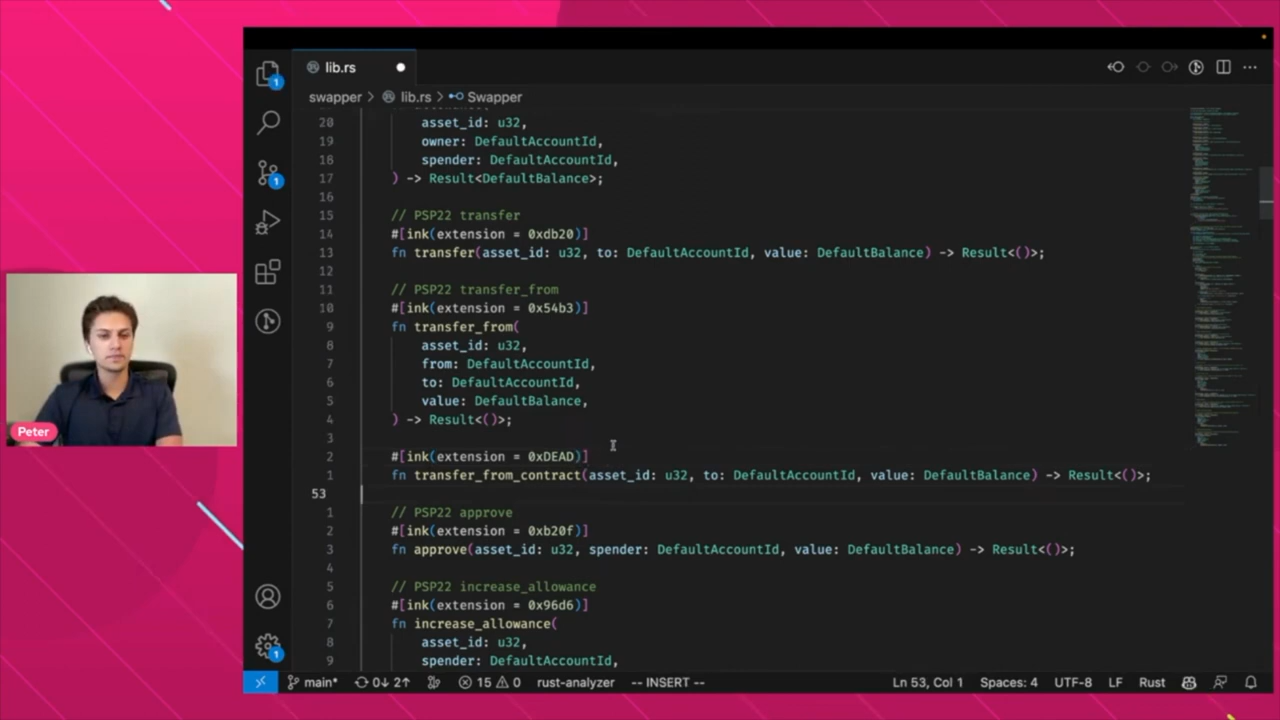 lib.rs
swapper > lib.rs > Swapper
20 asset_id: u32,
19 owner: DefaultAccountId,
18 spender: DefaultAccountId,
17 ) -> Result<DefaultBalance>;
16
15 // PSP22 transfer
14 #[ink(extension = 0xdb20)]
13 fn transfer(asset_id: u32, to: DefaultAccountId, value: DefaultBalance) -> Result<()>;
12
11 // PSP22 transfer_from
10 #[ink(extension = 0x54b3)]
9 fn transfer_from(
8 asset_id: u32,
7 from: DefaultAccountId,
6 to: DefaultAccountId,
5 value: DefaultBalance,
4 ) -> Result<()>;
3
2 #[ink(extension = 0xDEAD)]
1 fn transfer_from_contract(asset_id: u32, to: DefaultAccountId, value: DefaultBalance) -> Result<()>;
53
1 // PSP22 approve
2 #[ink(extension = 0xb20f)]
3 fn approve(asset_id: u32, spender: DefaultAccountId, value: DefaultBalance) -> Result<()>;
4
5 // PSP22 increase_allowance
6 #[ink(extension = 0x96d6)]
7 fn increase_allowance(
8 asset_id: u32,
9 spender: DefaultAccountId,
1
1
1
Peter
main* 0↓ 2↑ 15 0 rust-analyzer -- INSERT -- Ln 53, Col 1 Spaces: 4 UTF-8 LF Rust